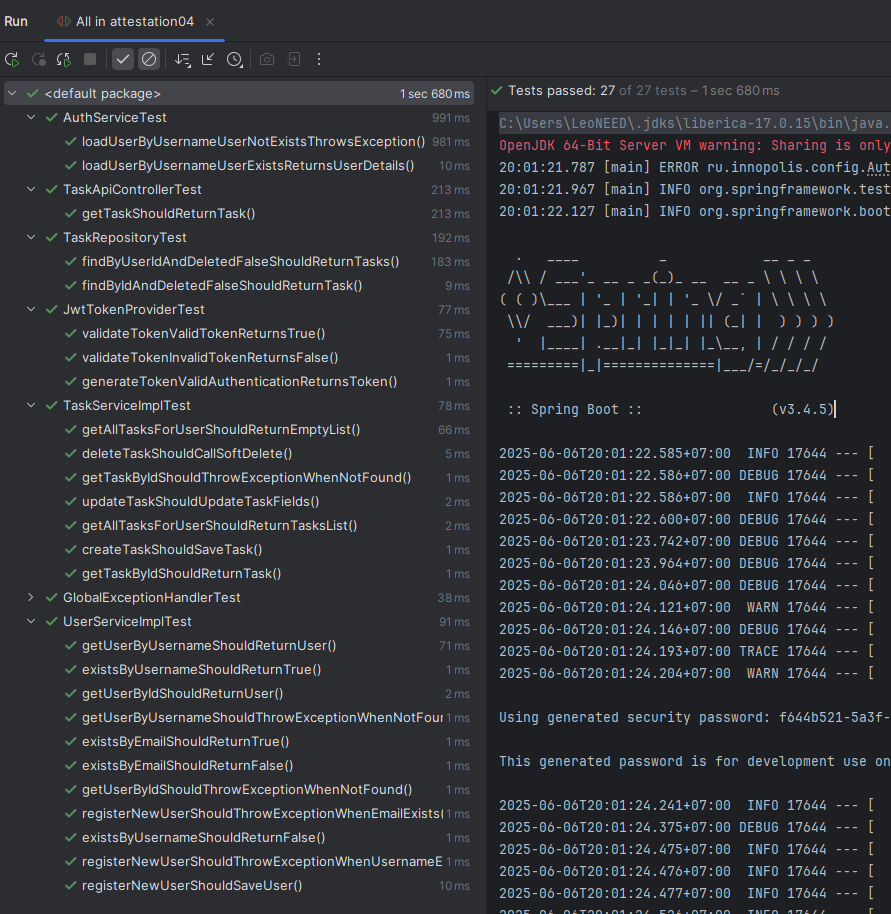 Run
All in attestation04
<default package> 1 sec 680 ms
AuthServiceTest 991 ms
loadUserByUsernameUserNotExistsThrowsException() 981 ms
loadUserByUsernameUserExistsReturnsUserDetails() 10 ms
TaskApiControllerTest 213 ms
getTaskShouldReturnTask() 213 ms
TaskRepositoryTest 192 ms
findByUserIdAndDeletedFalseShouldReturnTasks() 183 ms
findByIdAndDeletedFalseShouldReturnTask() 9 ms
JwtTokenProviderTest 77 ms
validateTokenValidTokenReturnsTrue() 75 ms
validateTokenInvalidTokenReturnsFalse() 1 ms
generateTokenValidAuthenticationReturnsToken() 1 ms
TaskServiceImplTest 78 ms
getAllTasksForUserShouldReturnEmptyList() 66 ms
deleteTaskShouldCallSoftDelete() 5 ms
getTaskByIdShouldThrowExceptionWhenNotFound() 1 ms
updateTaskShouldUpdateTaskFields() 2 ms
getAllTasksForUserShouldReturnTasksList() 2 ms
createTaskShouldSaveTask() 1 ms
getTaskByIdShouldReturnTask() 1 ms
GlobalExceptionHandlerTest 38 ms
UserServiceImplTest 91 ms
getUserByUsernameShouldReturnUser() 71 ms
existsByUsernameShouldReturnTrue() 1 ms
getUserByIdShouldReturnUser() 2 ms
getUserByUsernameShouldThrowExceptionWhenNotFour 1 ms
existsByEmailShouldReturnTrue() 1 ms
existsByEmailShouldReturnFalse() 1 ms
getUserByIdShouldThrowExceptionWhenNotFound() 1 ms
registerNewUserShouldThrowExceptionWhenEmailExists( 1 ms
existsByUsernameShouldReturnFalse() 1 ms
registerNewUserShouldThrowExceptionWhenUsernameE 1 ms
registerNewUserShouldSaveUser() 10 ms
Tests passed: 27 of 27 tests – 1 sec 680 ms
C:\Users\LeoNEED\.jdks\liberica-17.0.15\bin\java.
OpenJDK 64-Bit Server VM warning: Sharing is only
20:01:21.787 [main] ERROR ru.innopolis.config.Aut
20:01:21.967 [main] INFO org.springframework.test
20:01:22.127 [main] INFO org.springframework.boot
  .   ____          _            __ _ _
 /\\ / ___'_ __ _ _(_)_ __  __ _ \ \ \ \
( ( )\___ | '_ | '_| | '_ \/ _` | \ \ \ \
 \\/  ___)| |_)| | | | | || (_| |  ) ) ) )
  '  |____| .__|_| |_|_| |_\__, | / / / /
 =========|_|==============|___/=/_/_/_/
 :: Spring Boot ::                (v3.4.5)
2025-06-06T20:01:22.585+07:00  INFO 17644 --- [
2025-06-06T20:01:22.586+07:00 DEBUG 17644 --- [
2025-06-06T20:01:22.586+07:00  INFO 17644 --- [
2025-06-06T20:01:22.600+07:00 DEBUG 17644 --- [
2025-06-06T20:01:23.742+07:00 DEBUG 17644 --- [
2025-06-06T20:01:23.964+07:00 DEBUG 17644 --- [
2025-06-06T20:01:24.046+07:00 DEBUG 17644 --- [
2025-06-06T20:01:24.121+07:00  WARN 17644 --- [
2025-06-06T20:01:24.146+07:00 DEBUG 17644 --- [
2025-06-06T20:01:24.193+07:00 TRACE 17644 --- [
2025-06-06T20:01:24.204+07:00  WARN 17644 --- [
Using generated security password: f644b521-5a3f-
This generated password is for development use on
2025-06-06T20:01:24.241+07:00  INFO 17644 --- [
2025-06-06T20:01:24.375+07:00 DEBUG 17644 --- [
2025-06-06T20:01:24.475+07:00  INFO 17644 --- [
2025-06-06T20:01:24.476+07:00  INFO 17644 --- [
2025-06-06T20:01:24.477+07:00  INFO 17644 --- [